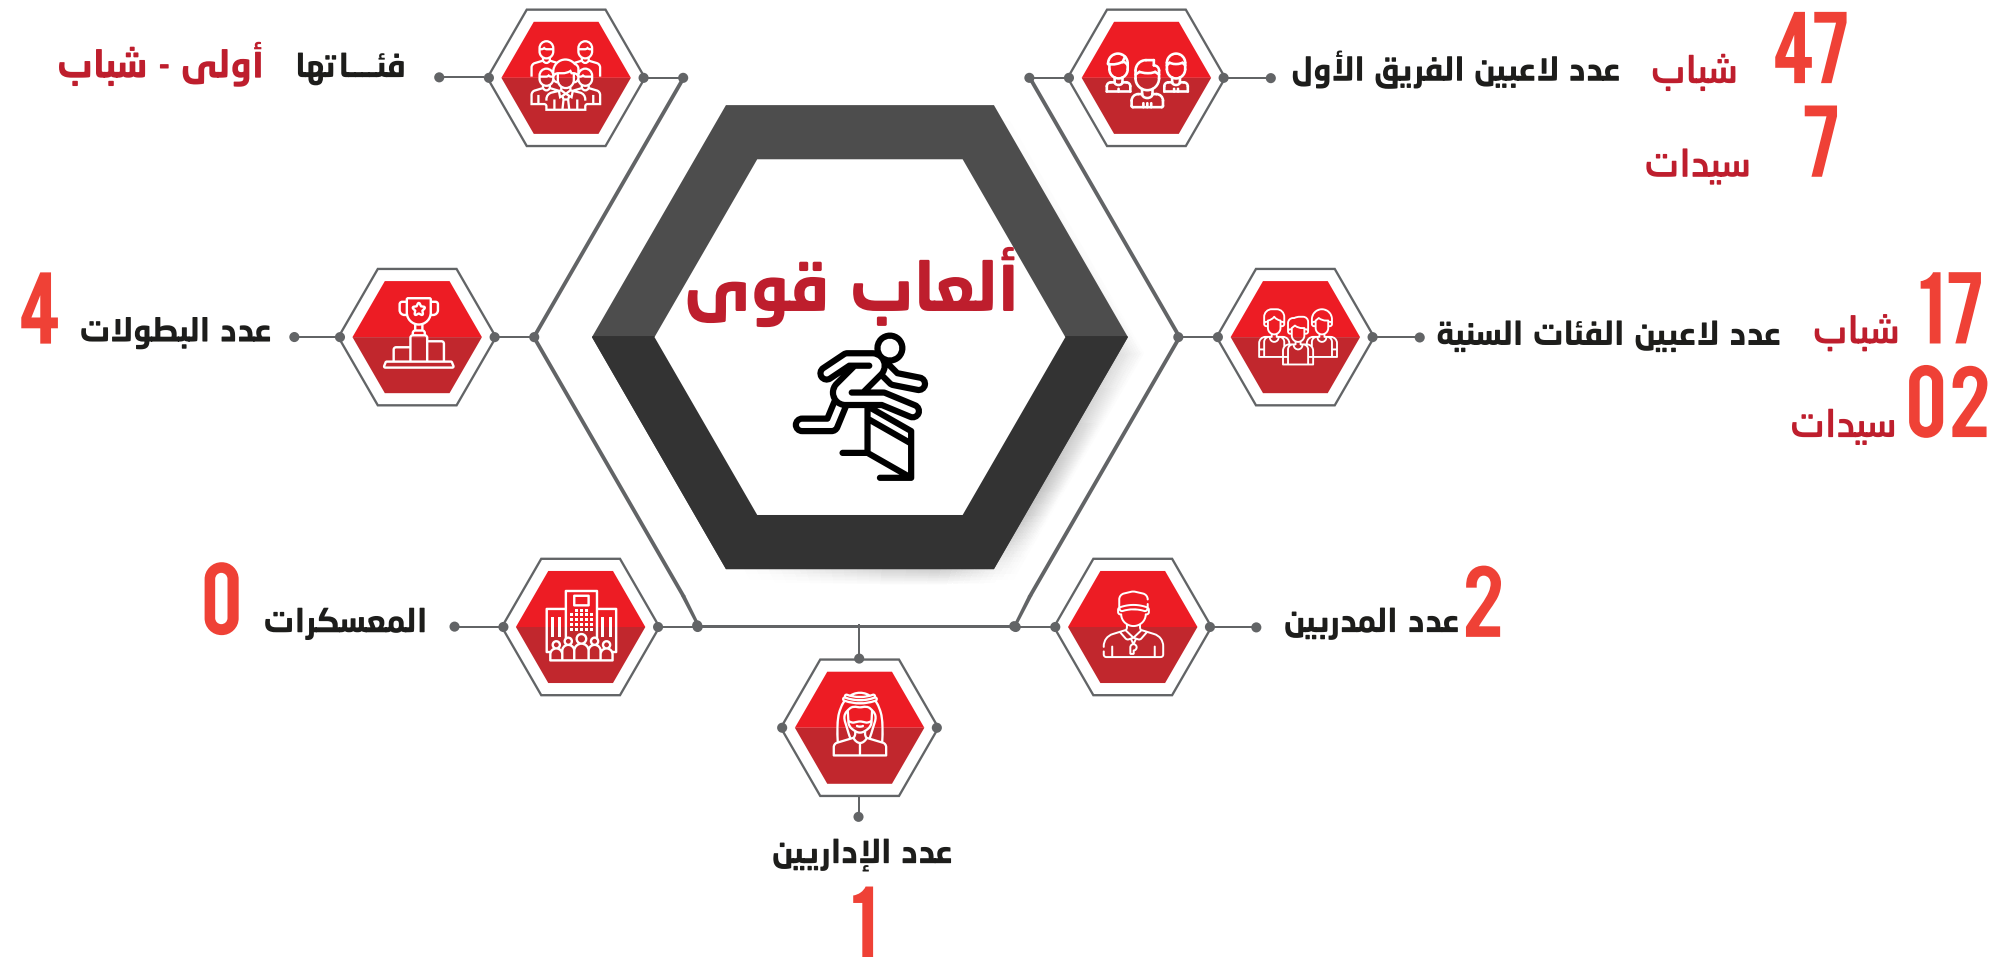 عدد لاعبين الفريق الأول شباب 47
سيدات 7
فئـــاتها أولى - شباب
ألعاب قوى
عدد لاعبين الفئات السنية شباب 17
سيدات 02
عدد البطولات 4
عدد المدربين 2
المعسكرات 0
عدد الإداريين
1